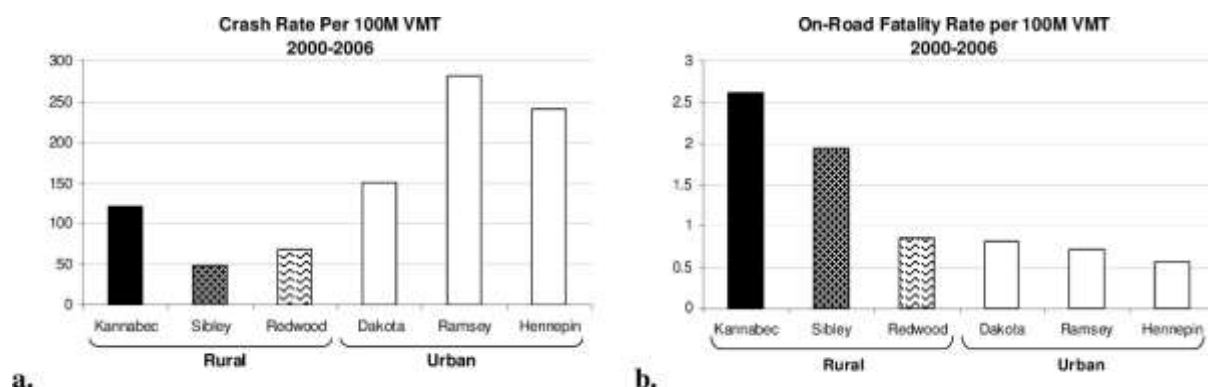 Crash Rate Per 100M VMT
2000-2006
300
250
200
150
100
50
0
Kannabec Sibley Redwood Dakota Ramsey Hennepin
Rural Urban
a.
On-Road Fatality Rate per 100M VMT
2000-2006
3
2.5
2
1.5
1
0.5
0
Kannabec Sibley Redwood Dakota Ramsey Hennepin
Rural Urban
b.